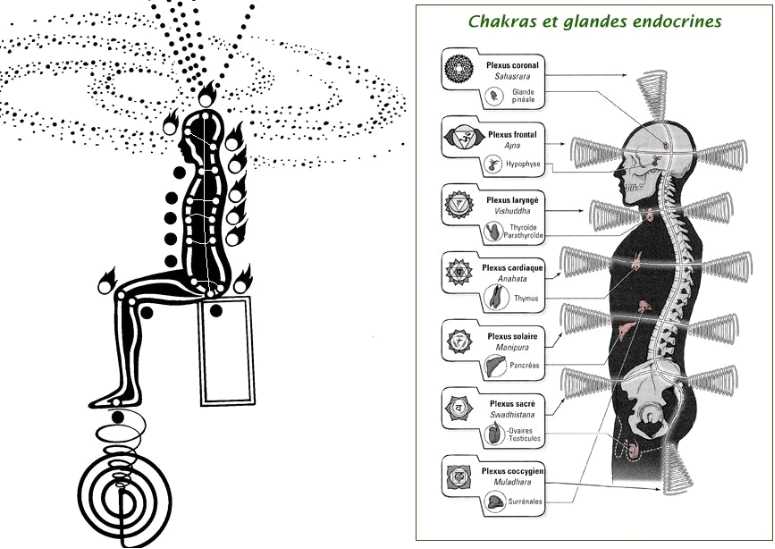 Chakras et glandes endocrines
Plexus coronal
Sahasrara
Glande
pinéale
Plexus frontal
Ajna
Hypophyse
Plexus laryngé
Vishuddha
Thyroïde
Parathyroïde
Plexus cardiaque
Anahata
Thymus
Plexus solaire
Manipura
Pancréas
Plexus sacré
Swadhistana
-Ovaires
-Testicules
Plexus coccygien
Muladhara
Surrénales